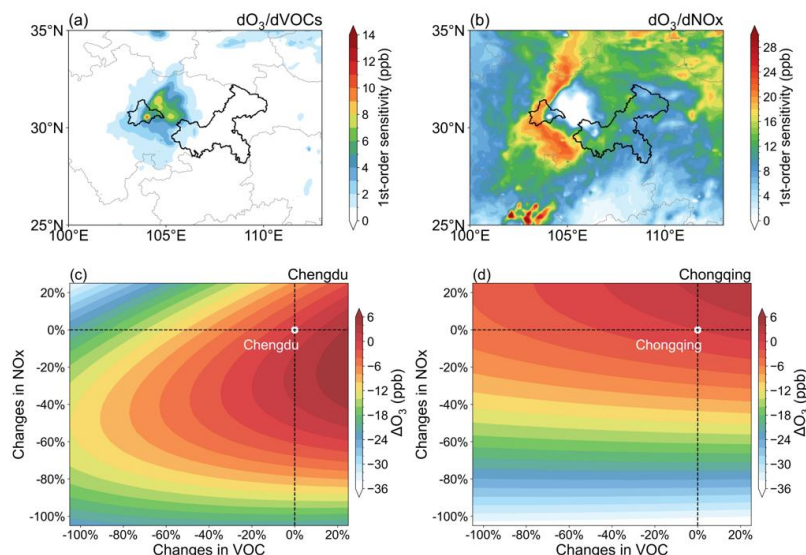 (a) dO₃/dVOCs
35°N
30°N
25°N
100°E 105°E 110°E
14
12
10
8
6
4
2
0
1st-order sensitivity (ppb)
(b) dO₃/dNOx
35°N
30°N
25°N
100°E 105°E 110°E
28
24
20
16
12
8
4
0
1st-order sensitivity (ppb)
(c) Chengdu
20%
0%
-20%
-40%
-60%
-80%
-100%
Changes in NOx
Chengdu
-100% -80% -60% -40% -20% 0% 20%
Changes in VOC
6
0
−6
−12
−18
−24
−30
−36
ΔO₃ (ppb)
(d) Chongqing
20%
0%
-20%
-40%
-60%
-80%
-100%
Changes in NOx
Chongqing
-100% -80% -60% -40% -20% 0% 20%
Changes in VOC
6
0
−6
−12
−18
−24
−30
−36
ΔO₃ (ppb)